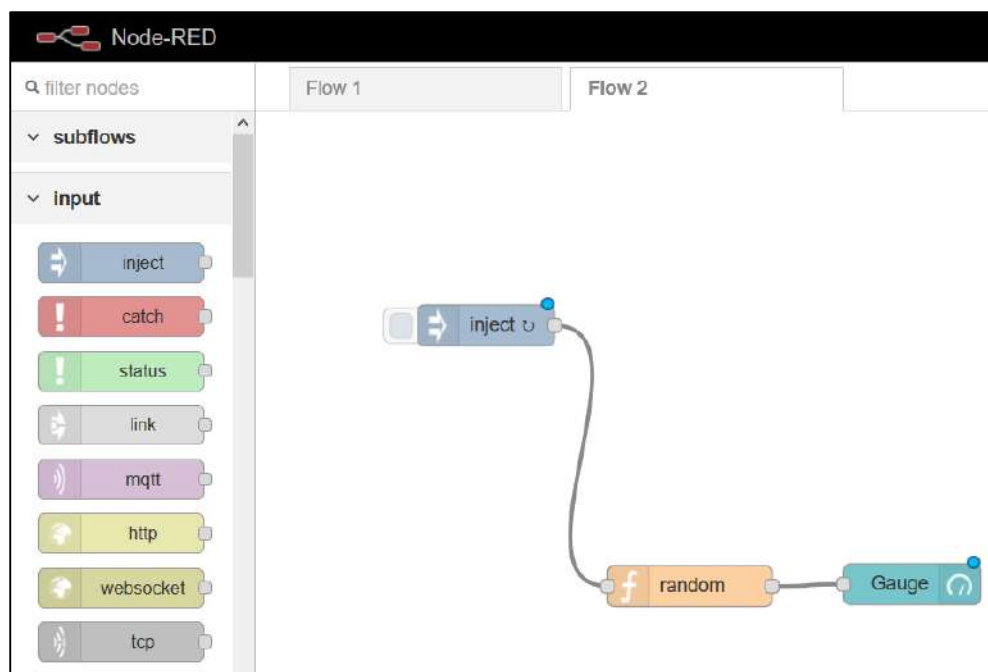 Node-RED
filter nodes
Flow 1
Flow 2
subflows
input
inject
catch
status
link
mqtt
http
websocket
tcp
inject ↻
random
Gauge